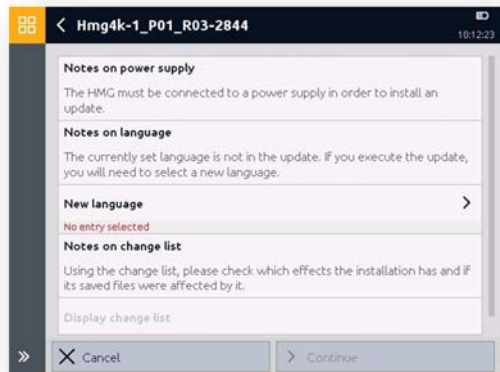 Hmg4k-1_P01_R03-2844
10:12:23
Notes on power supply
The HMG must be connected to a power supply in order to install an
update.
Notes on language
The currently set language is not in the update. If you execute the update,
you will need to select a new language.
New language
No entry selected
Notes on change list
Using the change list, please check which effects the installation has and if
its saved files were affected by it.
Display change list
Cancel
Continue